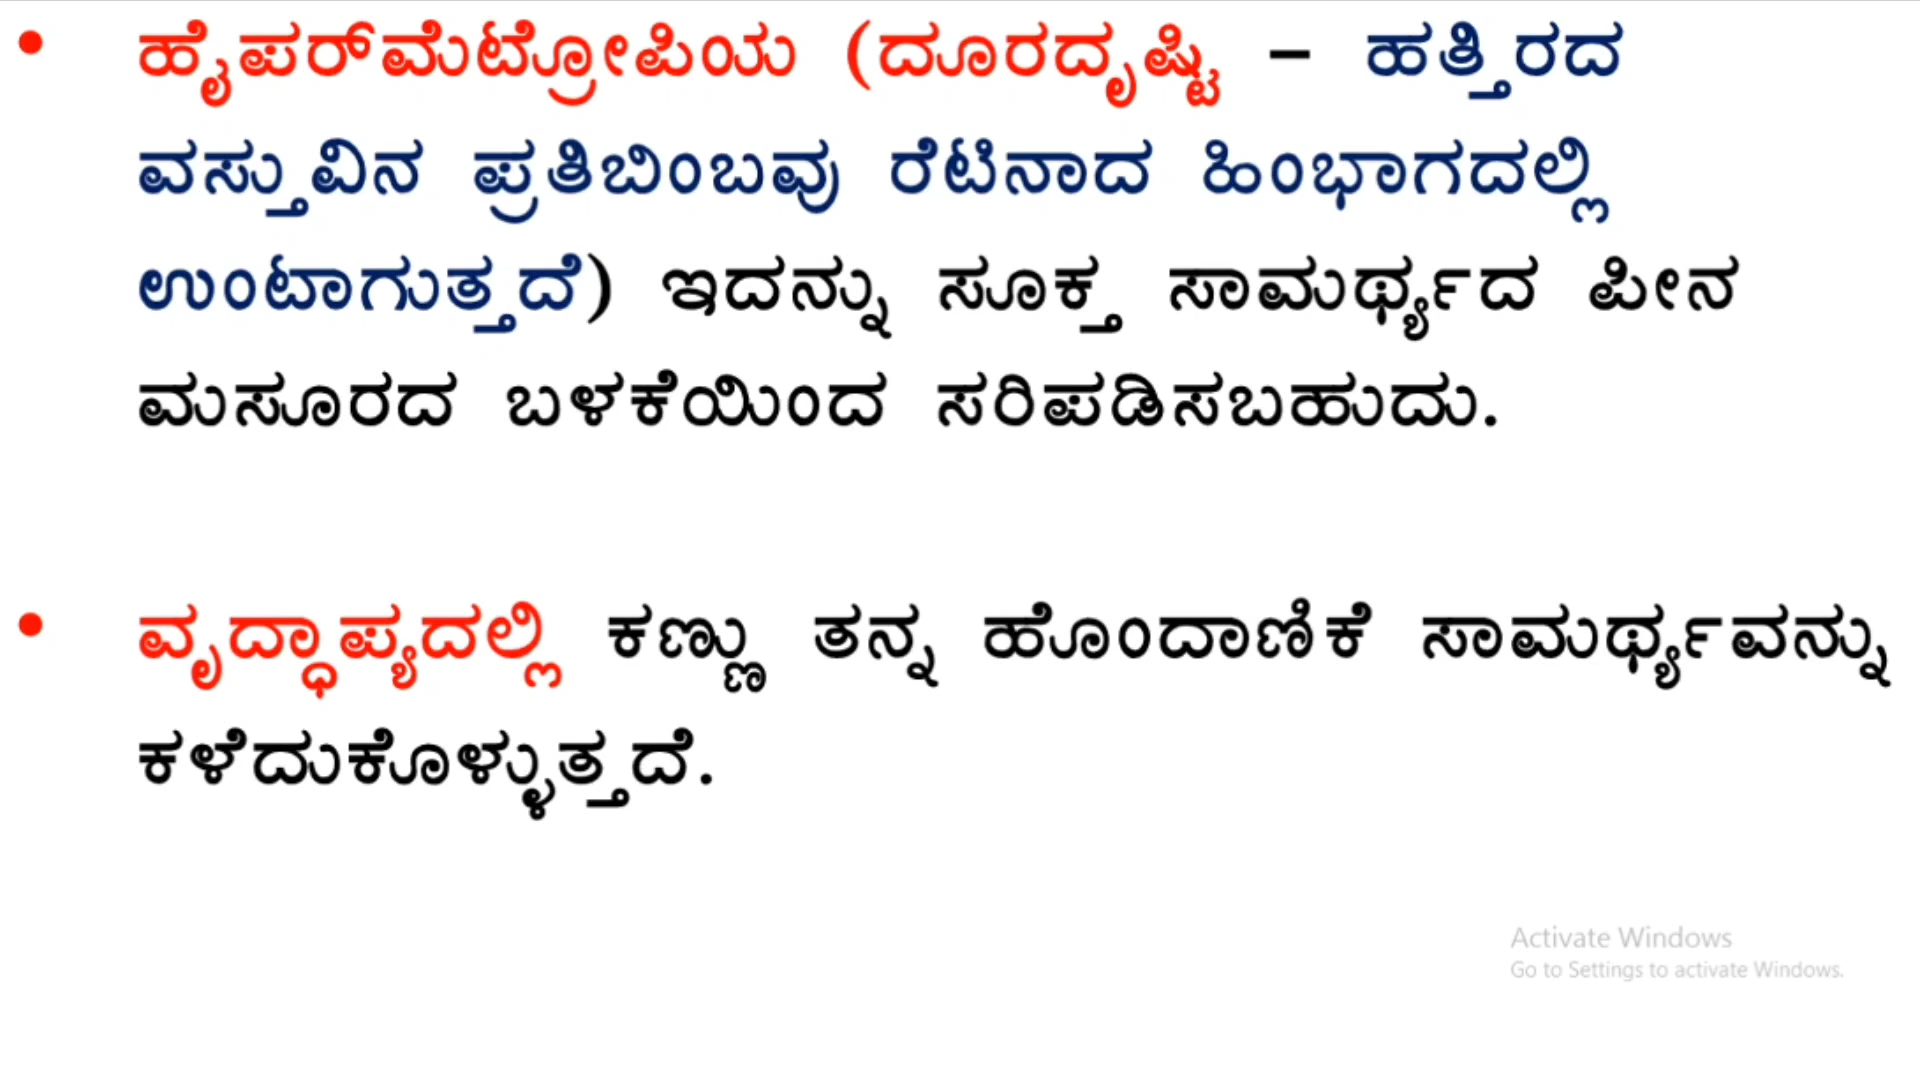 • ಹೈಪರ್‌ಮೆಟ್ರೋಪಿಯ (ದೂರದೃಷ್ಟಿ – ಹತ್ತಿರದ
ವಸ್ತುವಿನ ಪ್ರತಿಬಿಂಬವು ರೆಟಿನಾದ ಹಿಂಭಾಗದಲ್ಲಿ
ಉಂಟಾಗುತ್ತದೆ) ಇದನ್ನು ಸೂಕ್ತ ಸಾಮರ್ಥ್ಯದ ಪೀನ
ಮಸೂರದ ಬಳಕೆಯಿಂದ ಸರಿಪಡಿಸಬಹುದು.
• ವೃದ್ಧಾಪ್ಯದಲ್ಲಿ ಕಣ್ಣು ತನ್ನ ಹೊಂದಾಣಿಕೆ ಸಾಮರ್ಥ್ಯವನ್ನು
ಕಳೆದುಕೊಳ್ಳುತ್ತದೆ.
Activate Windows
Go to Settings to activate Windows.